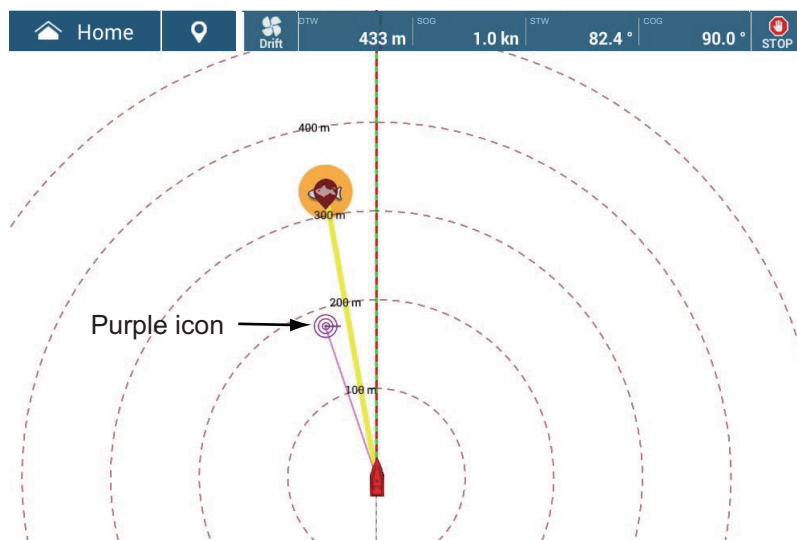 Home
Drift
DTW
433 m
SOG
1.0 kn
STW
82.4 °
COG
90.0 °
STOP
400 m
300 m
200 m
Purple icon
100 m